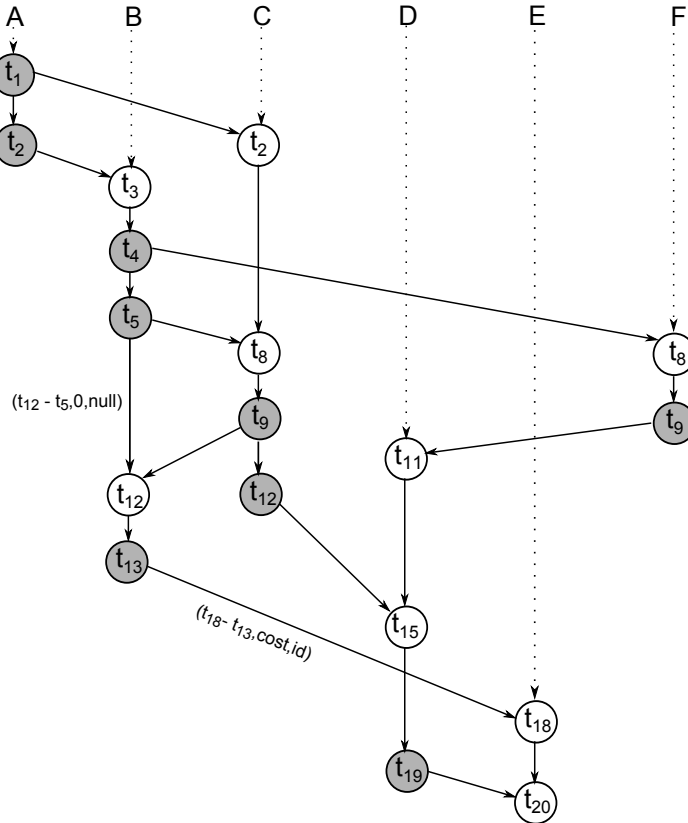 A B C D E F
t1
t2 t2
t3
t4
t5
t8 t8
(t12 - t5,0,null)
t9 t9
t11
t12 t12
t13
(t18- t13,cost,id)
t15
t18
t19
t20